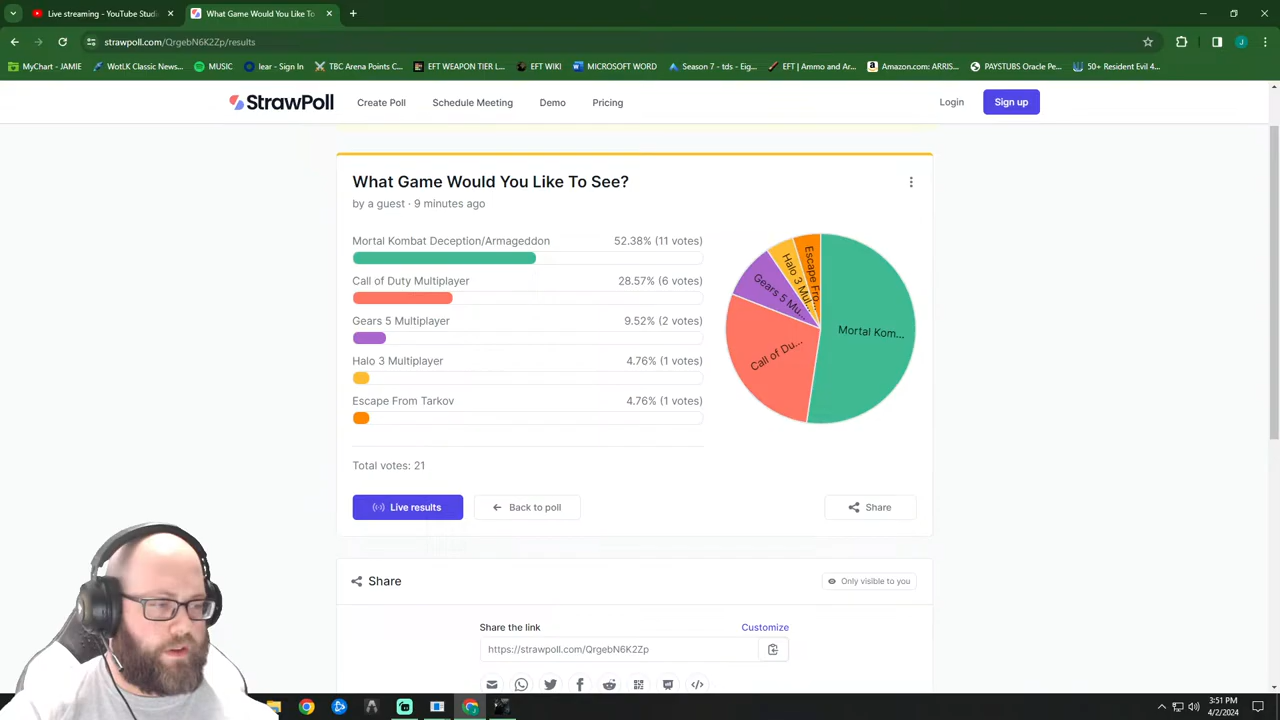 Live streaming - YouTube Studi
What Game Would You Like To
strawpoll.com/QrgebN6K2Zp/results
J
MyChart - JAMIE
WotLK Classic News...
MUSIC
lear - Sign In
TBC Arena Points C...
EFT WEAPON TIER L...
EFT WIKI
MICROSOFT WORD
Season 7 - tds - Eig...
EFT | Ammo and Ar...
Amazon.com: ARRIS...
PAYSTUBS Oracle Pe...
50+ Resident Evil 4...
StrawPoll
Create Poll
Schedule Meeting
Demo
Pricing
Login
Sign up
What Game Would You Like To See?
by a guest · 9 minutes ago
Mortal Kombat Deception/Armageddon 52.38% (11 votes)
Call of Duty Multiplayer 28.57% (6 votes)
Gears 5 Multiplayer 9.52% (2 votes)
Halo 3 Multiplayer 4.76% (1 votes)
Escape From Tarkov 4.76% (1 votes)
Escape Fro...
Halo 3 Mul...
Gears 5 Mu...
Mortal Kom...
Call of Du...
Total votes: 21
Live results
Back to poll
Share
Share
Only visible to you
Share the link
Customize
https://strawpoll.com/QrgebN6K2Zp
3:51 PM
4/2/2024